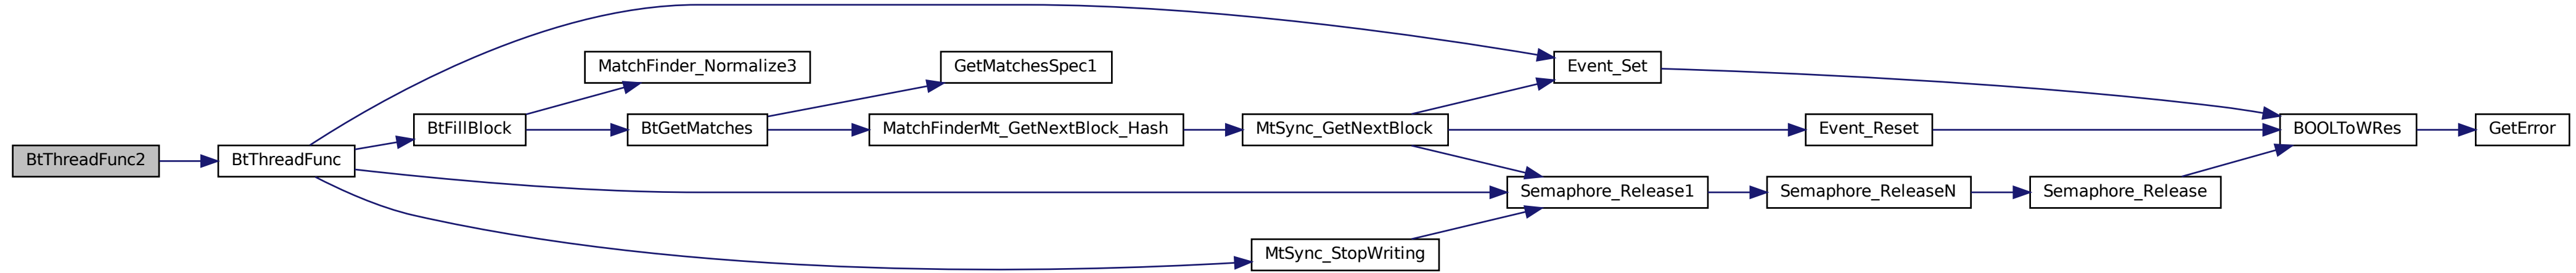 BtThreadFunc2
BtThreadFunc
BtFillBlock
MatchFinder_Normalize3
BtGetMatches
GetMatchesSpec1
MatchFinderMt_GetNextBlock_Hash
MtSync_GetNextBlock
Event_Set
Event_Reset
Semaphore_Release1
MtSync_StopWriting
Semaphore_ReleaseN
Semaphore_Release
BOOLToWRes
GetError